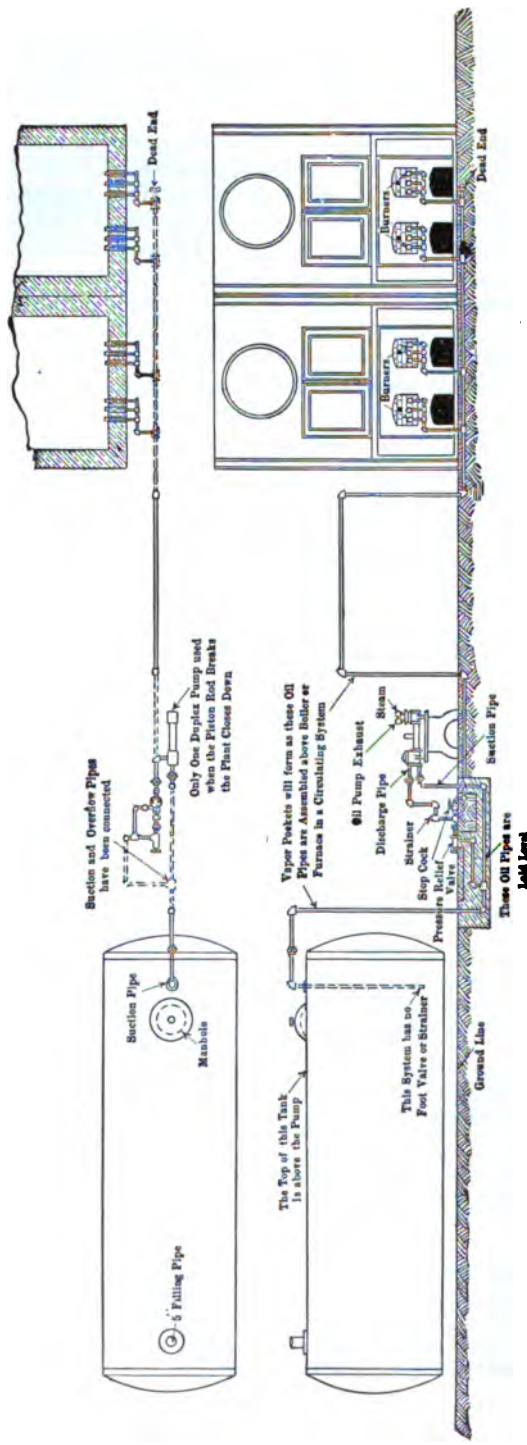 Dead End
Suction and Overflow Pipes
have been connected
Only One Duplex Pump used
when the Piston Rod Breaks
the Plant Closes Down
Suction Pipe
Manhole
5 Filling Pipe
Burners
Burners
Dead End
Vapor Pockets will form as these Oil
Pipes are Assembled above Boiler or
Furnace in a Circulating System
Steam
Oil Pump Exhaust
Discharge Pipe
Strainer
Stop Cock
Pressure Relief
Valve
Suction Pipe
These Oil Pipes are
Laid Level
The Top of this Tank
is above the Pump
This System has no
Foot Valve or Strainer
Ground Line